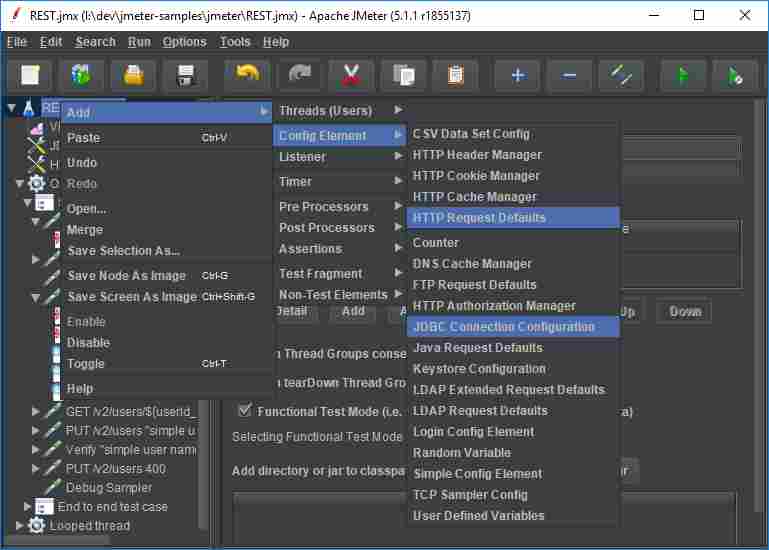 REST.jmx (I:\dev\jmeter-samples\jmeter\REST.jmx) - Apache JMeter (5.1.1 r1855137)
File Edit Search Run Options Tools Help
RE
Add
Paste Ctrl-V
Undo
Redo
Open...
Merge
Save Selection As...
Save Node As Image Ctrl-G
Save Screen As Image Ctrl+Shift-G
Enable
Disable
Toggle Ctrl-T
Help
Threads (Users)
Config Element
Listener
Timer
Pre Processors
Post Processors
Assertions
Test Fragment
Non-Test Elements
CSV Data Set Config
HTTP Header Manager
HTTP Cookie Manager
HTTP Cache Manager
HTTP Request Defaults
Counter
DNS Cache Manager
FTP Request Defaults
HTTP Authorization Manager
JDBC Connection Configuration
Java Request Defaults
Keystore Configuration
LDAP Extended Request Defaults
LDAP Request Defaults
Login Config Element
Random Variable
Simple Config Element
TCP Sampler Config
User Defined Variables
Detail Add Up Down
n Thread Groups conse
n tearDown Thread Gro
Functional Test Mode (i.e.
Selecting Functional Test Mode
Add directory or jar to classpa
GET /v2/users/${userId_
PUT /v2/users "simple u
Verify "simple user nam
PUT /v2/users 400
Debug Sampler
End to end test case
Looped thread